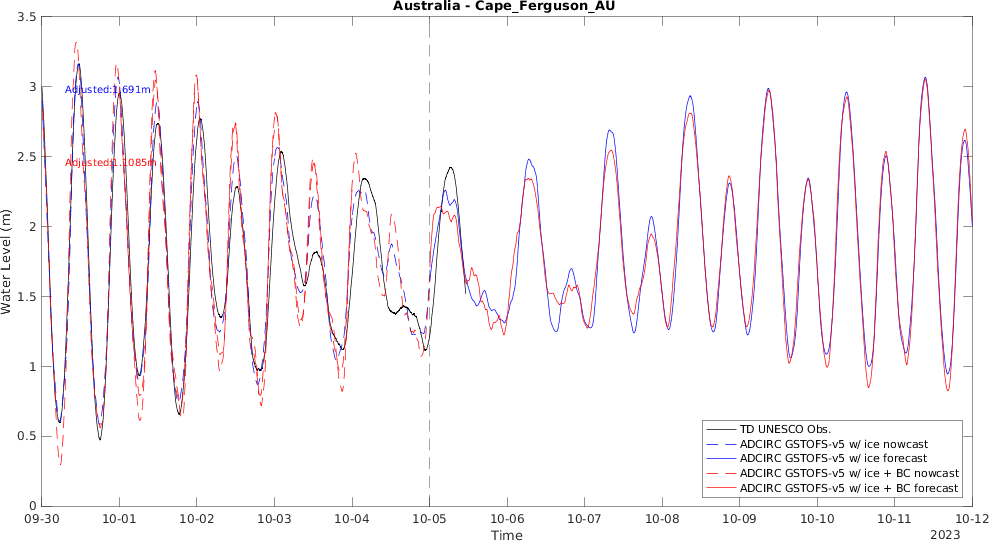 Australia - Cape_Ferguson_AU
3.5
3
2.5
2
1.5
1
0.5
0
Water Level (m)
Adjusted:1.691m
Adjusted:1.1085m
TD UNESCO Obs.
ADCIRC GSTOFS-v5 w/ ice nowcast
ADCIRC GSTOFS-v5 w/ ice forecast
ADCIRC GSTOFS-v5 w/ ice + BC nowcast
ADCIRC GSTOFS-v5 w/ ice + BC forecast
09-30 10-01 10-02 10-03 10-04 10-05 10-06 10-07 10-08 10-09 10-10 10-11 10-12
Time
2023